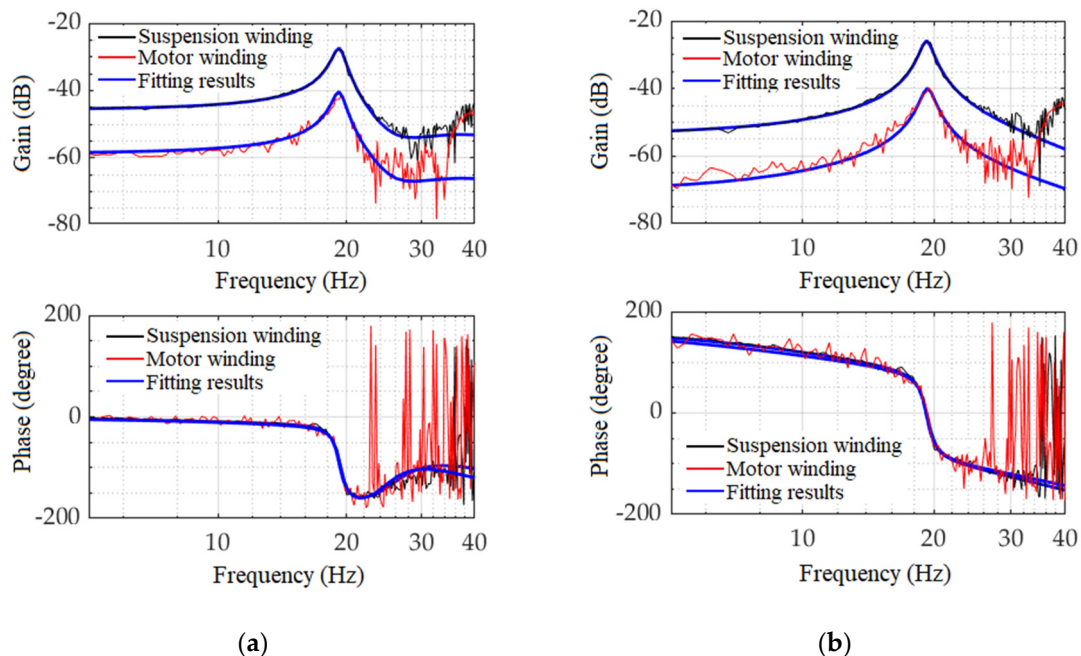 -20
-40
-60
-80
Gain (dB)
Suspension winding
Motor winding
Fitting results
10
20
30
40
Frequency (Hz)
200
0
-200
Phase (degree)
Suspension winding
Motor winding
Fitting results
10
20
30
40
Frequency (Hz)
(a)
-20
-40
-60
-80
Gain (dB)
Suspension winding
Motor winding
Fitting results
10
20
30
40
Frequency (Hz)
200
0
-200
Phase (degree)
Suspension winding
Motor winding
Fitting results
10
20
30
40
Frequency (Hz)
(b)